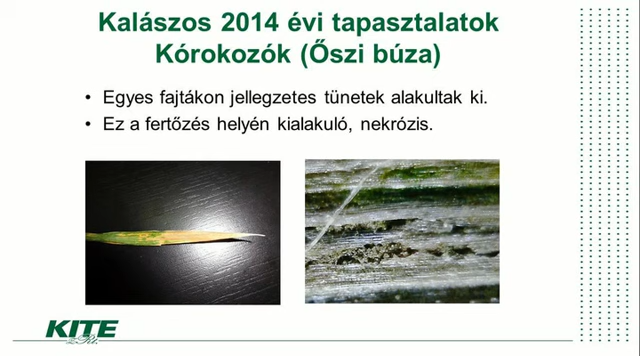 Kalászos 2014 évi tapasztalatok
Kórokozók (Őszi búza)
• Egyes fajtákon jellegzetes tünetek alakultak ki.
• Ez a fertőzés helyén kialakuló, nekrózis.
KITE
Zrt.